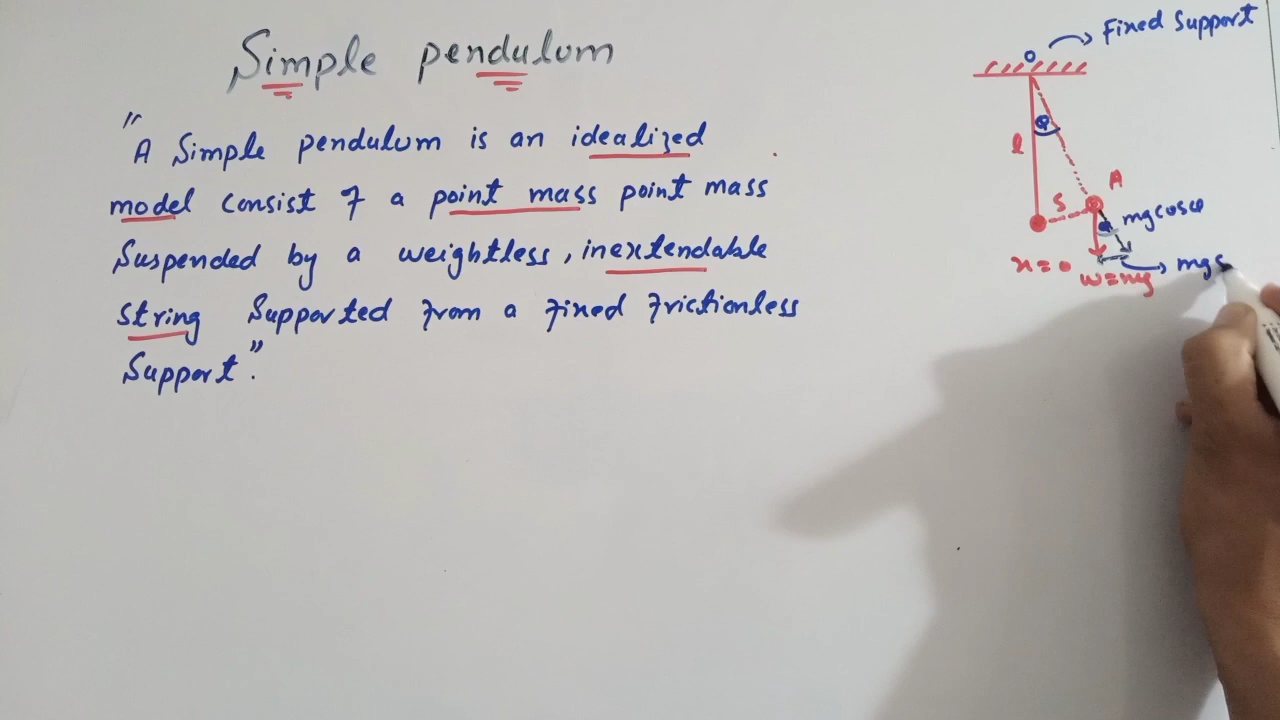 Simple pendulum
"A Simple pendulum is an idealized
model consist of a point mass point mass
Suspended by a weightless, inextendable
string Supported from a fixed frictionless
Support".
Fixed Support
O
θ
l
A
S
mgcosθ
θ
x = 0
w=mg
mgs